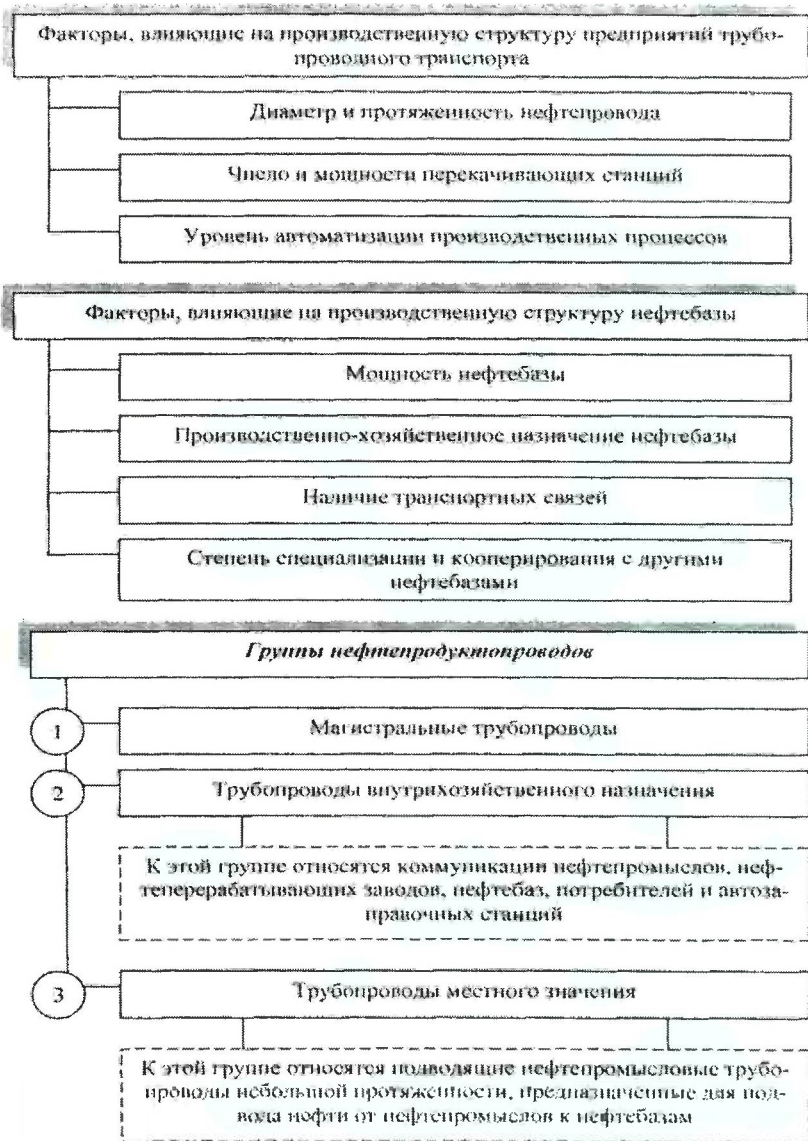 Факторы, влияющие на производственную структуру предприятий трубо-
проводного транспорта
Диаметр и протяженность нефтепровода
Число и мощности перекачивающих станций
Уровень автоматизации производственных процессов
Факторы, влияющие на производственную структуру нефтебазы
Мощность нефтебазы
Производственно-хозяйственное назначение нефтебазы
Наличие транспортных связей
Степень специализации и кооперирования с другими
нефтебазами
Группы нефтепродуктопроводов
1
Магистральные трубопроводы
2
Трубопроводы внутрихозяйственного назначения
К этой группе относятся коммуникации нефтепромыслов, неф-
теперерабатывающих заводов, нефтебаз, потребителей и автоза-
правочных станций
3
Трубопроводы местного значения
К этой группе относятся подводящие нефтепромысловые трубо-
проводы небольшой протяженности, предназначенные для под-
вода нефти от нефтепромыслов к нефтебазам